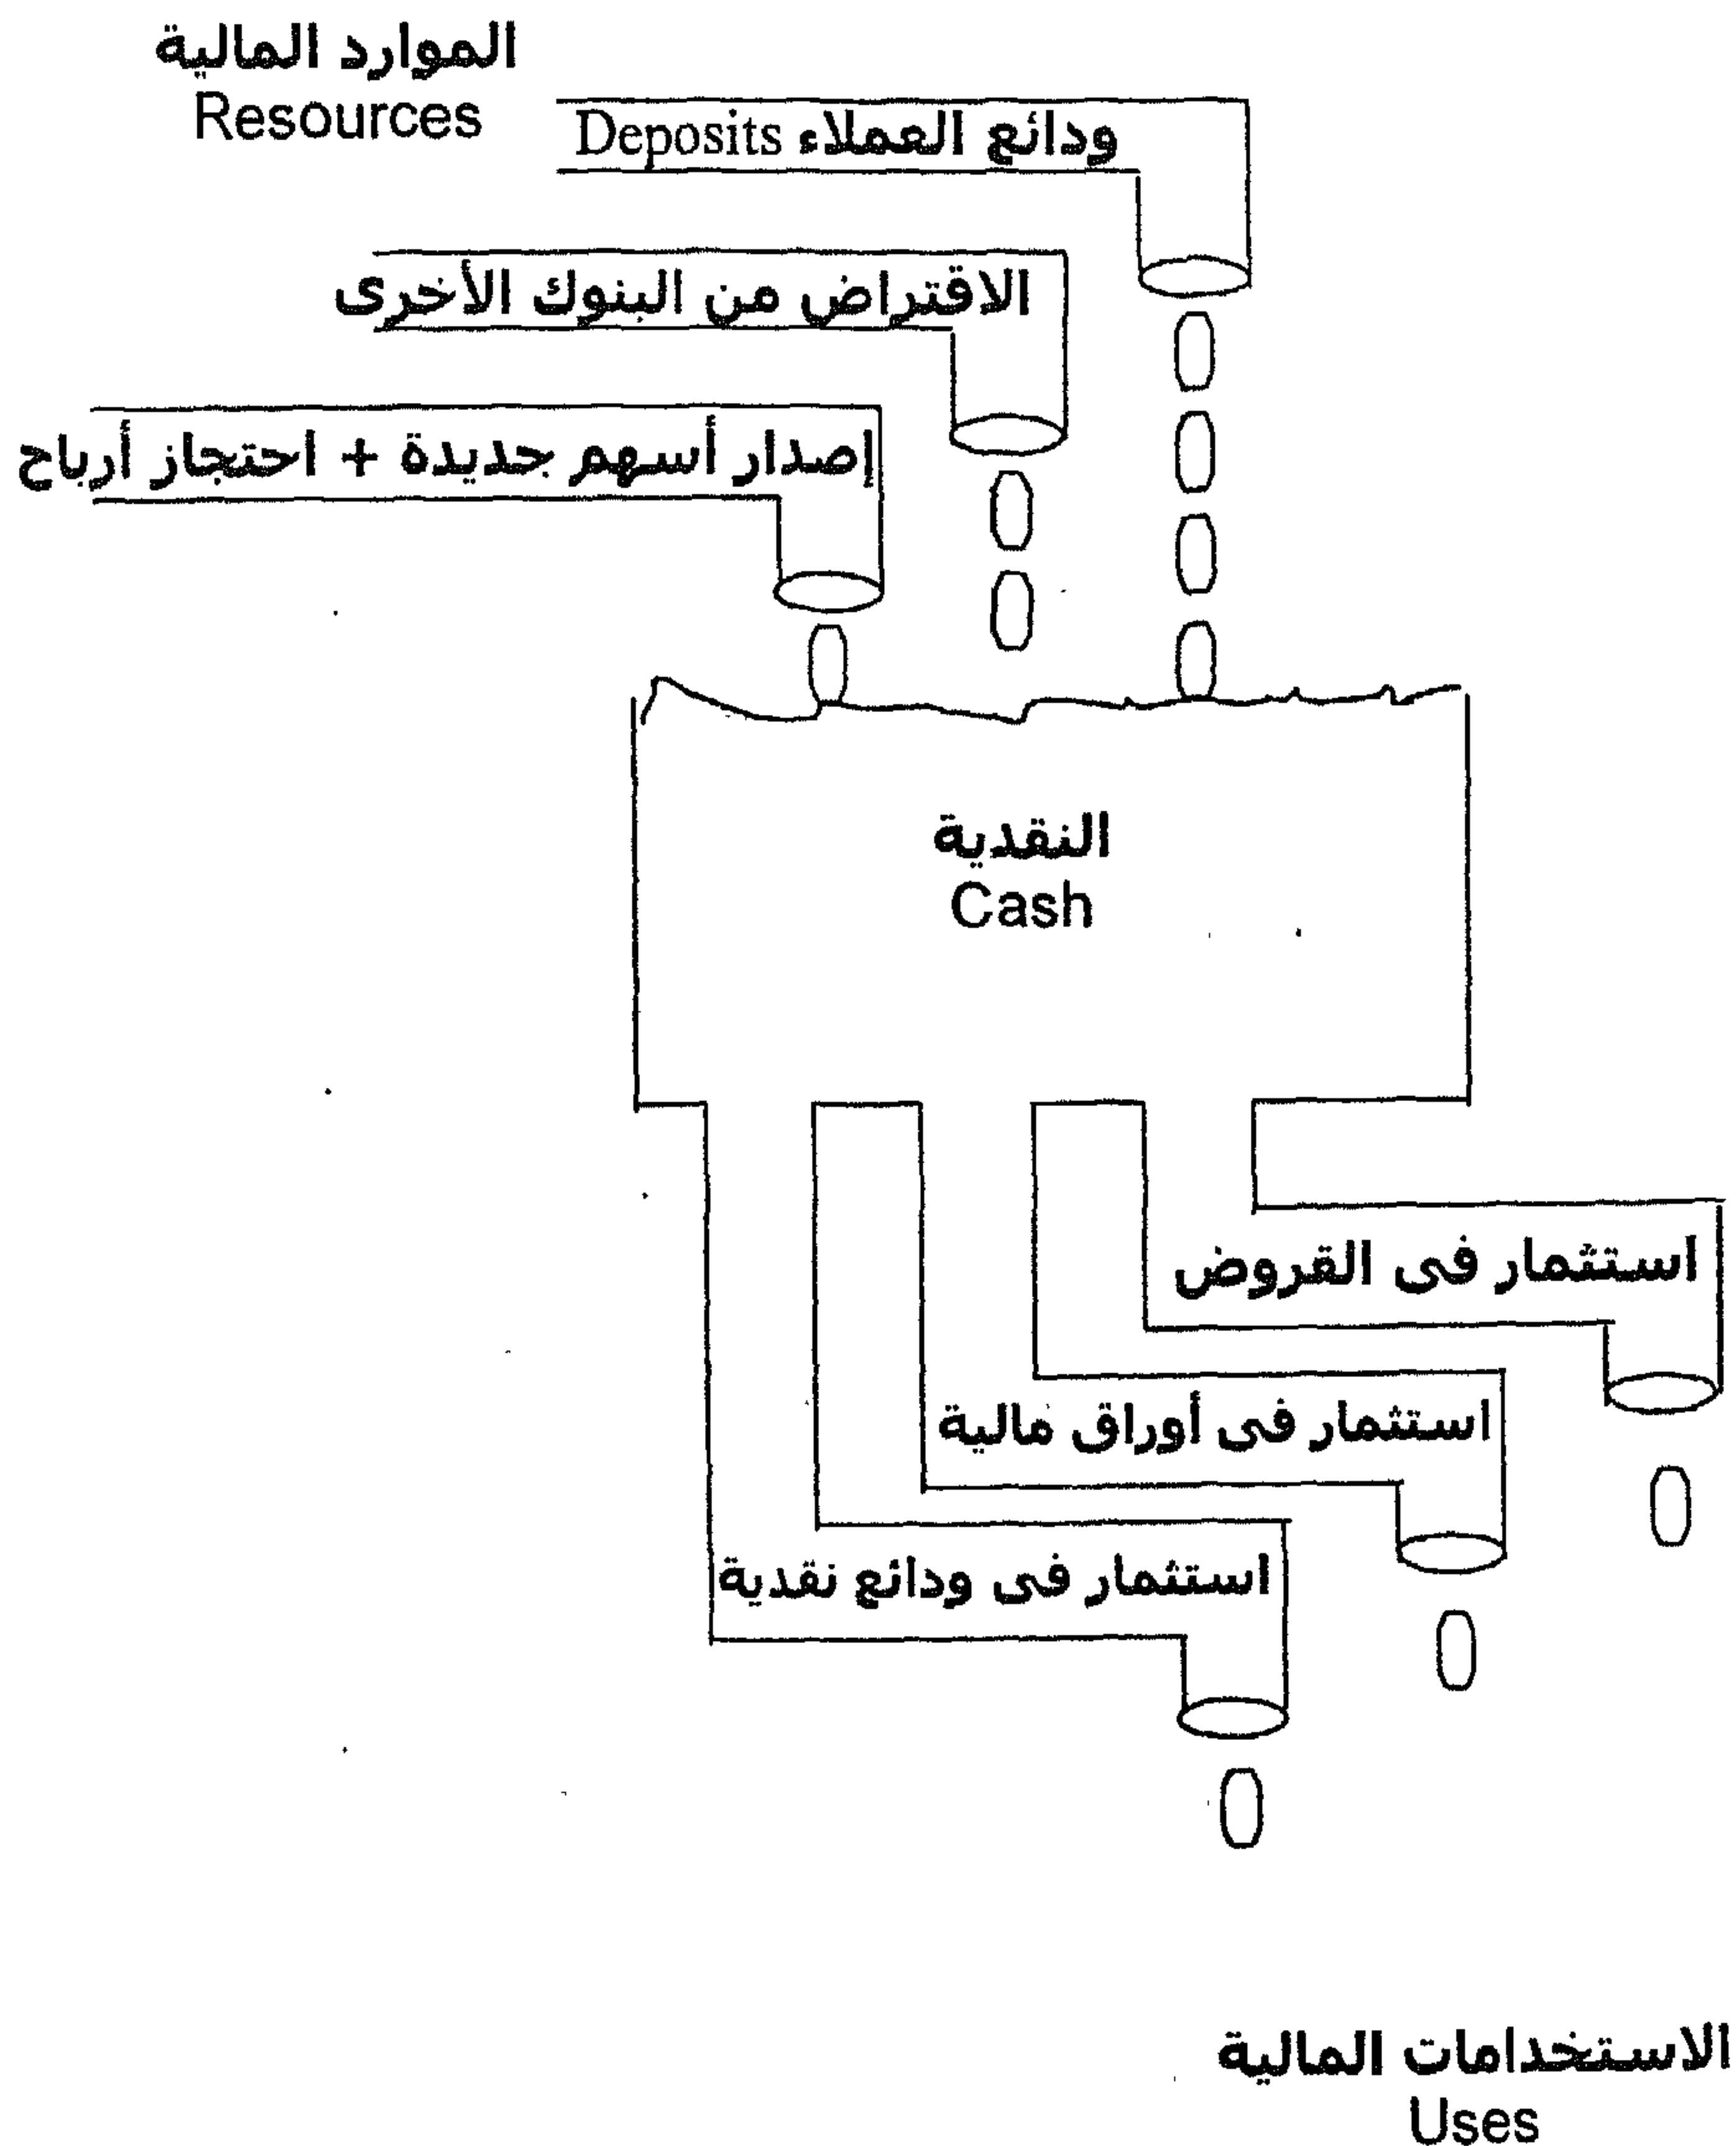 الموارد المالية
Resources
ودائع العملاء Deposits
الاقتراض من البنوك الأخرى
إصدار أسهم جديدة + احتجاز أرباح
النقدية
Cash
استثمار فى القروض
استثمار فى أوراق مالية
استثمار فى ودائع نقدية
الاستخدامات المالية
Uses